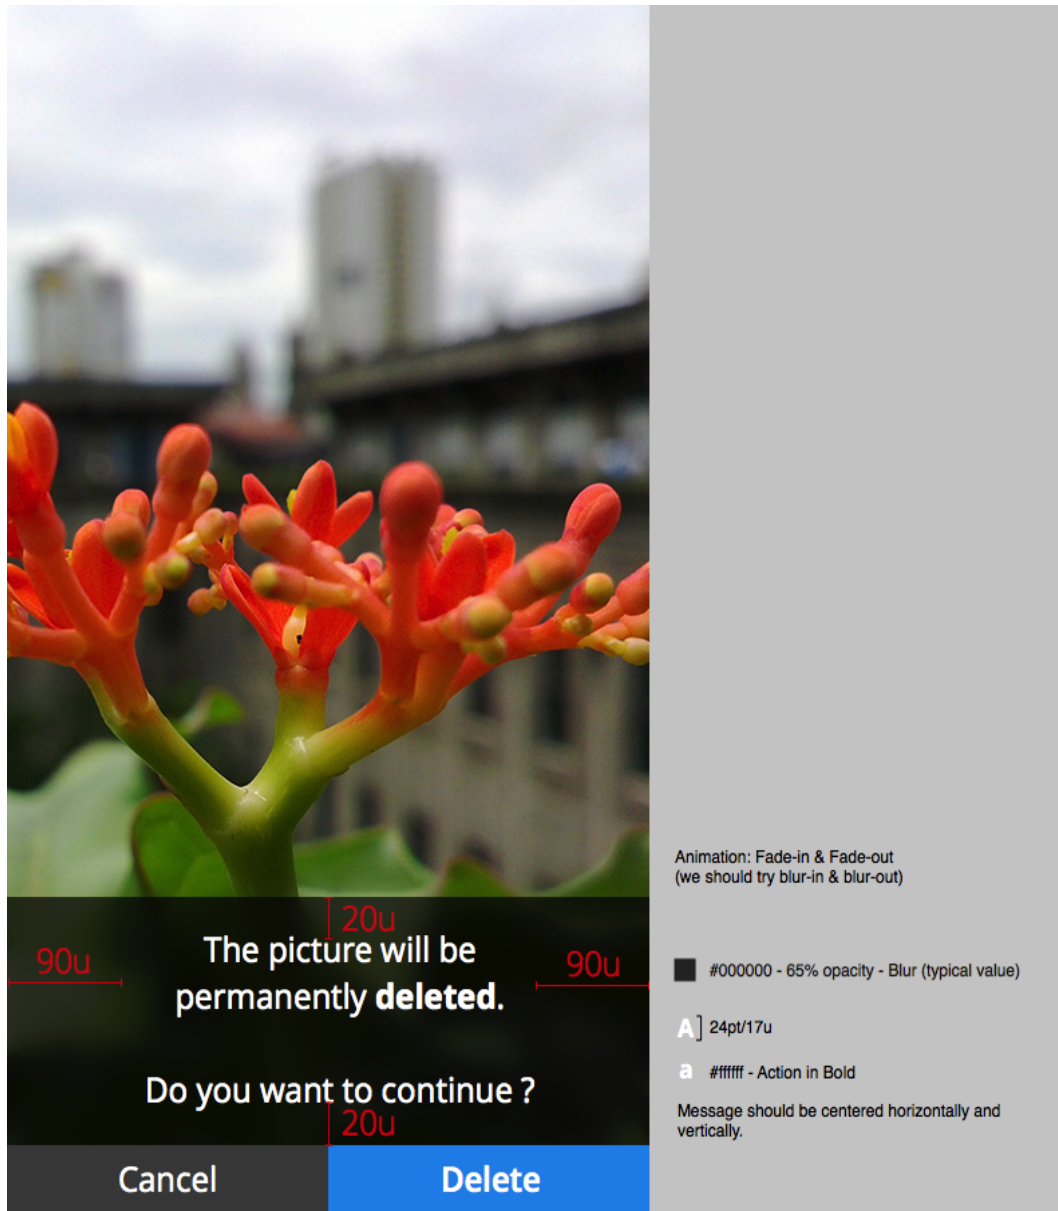 Animation: Fade-in & Fade-out
(we should try blur-in & blur-out)
20u
The picture will be
90u
90u
permanently deleted.
#000000 - 65% opacity - Blur (typical value)
A] 24pt/17u
a #ffffff - Action in Bold
Do you want to continue ?
20u
Message should be centered horizontally and
vertically.
Cancel
Delete